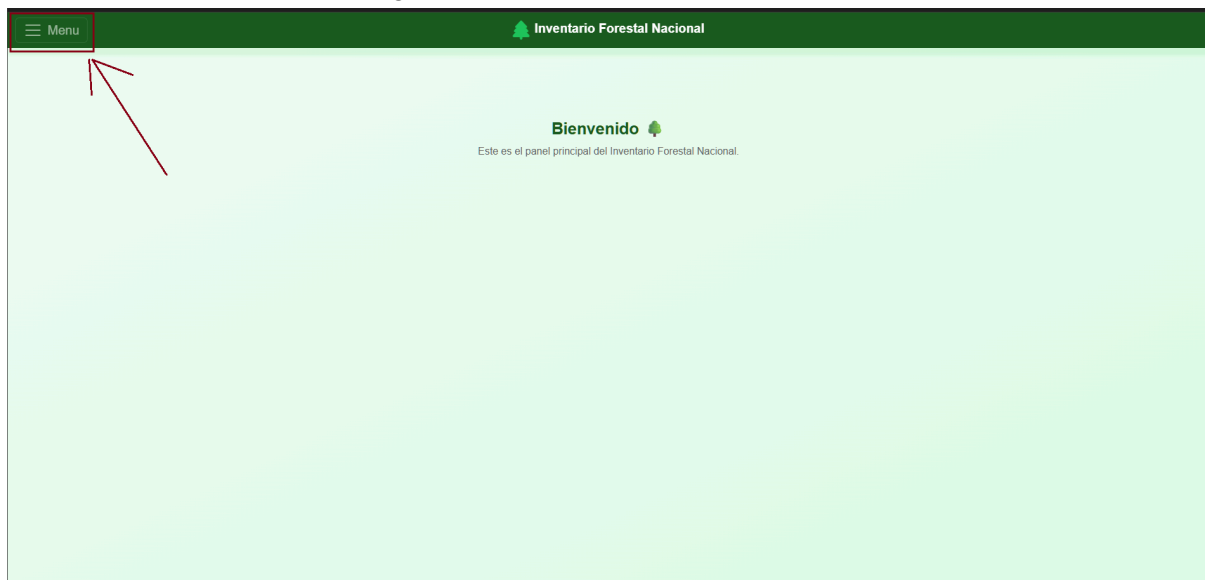 Menu
Inventario Forestal Nacional
Bienvenido
Este es el panel principal del Inventario Forestal Nacional.